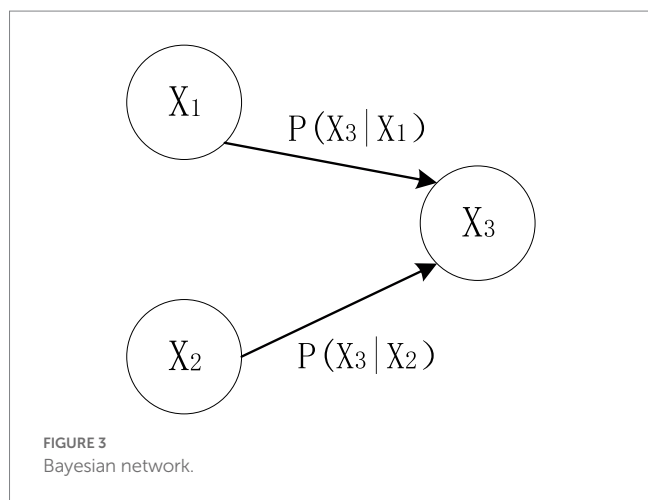 X1
P(X3|X1)
X3
X2
P(X3|X2)
FIGURE 3
Bayesian network.